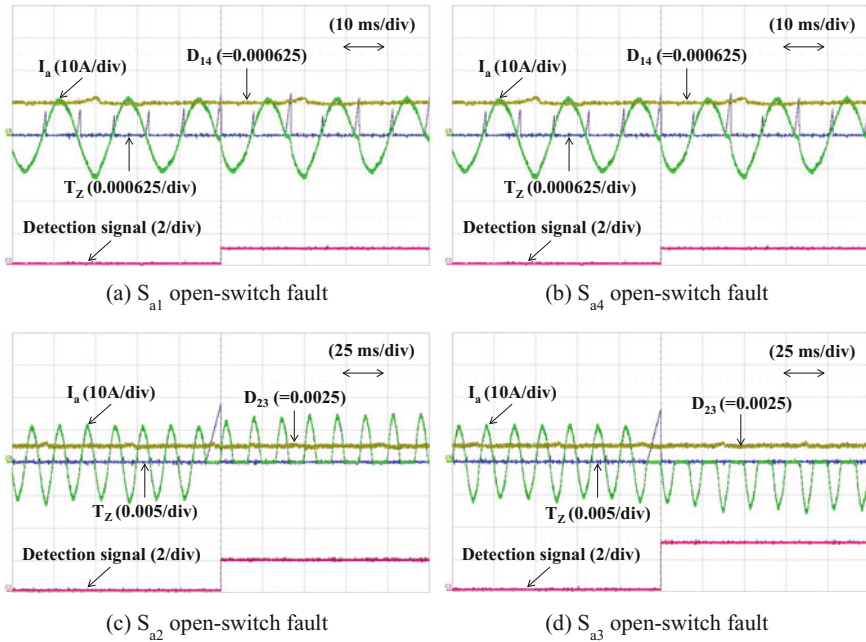 (10 ms/div)
I_a (10A/div)
D_14 (=0.000625)
T_Z (0.000625/div)
Detection signal (2/div)
(a) S_a1 open-switch fault
(10 ms/div)
I_a (10A/div)
D_14 (=0.000625)
T_Z (0.000625/div)
Detection signal (2/div)
(b) S_a4 open-switch fault
(25 ms/div)
I_a (10A/div)
D_23 (=0.0025)
T_Z (0.005/div)
Detection signal (2/div)
(c) S_a2 open-switch fault
(25 ms/div)
I_a (10A/div)
D_23 (=0.0025)
T_Z (0.005/div)
Detection signal (2/div)
(d) S_a3 open-switch fault